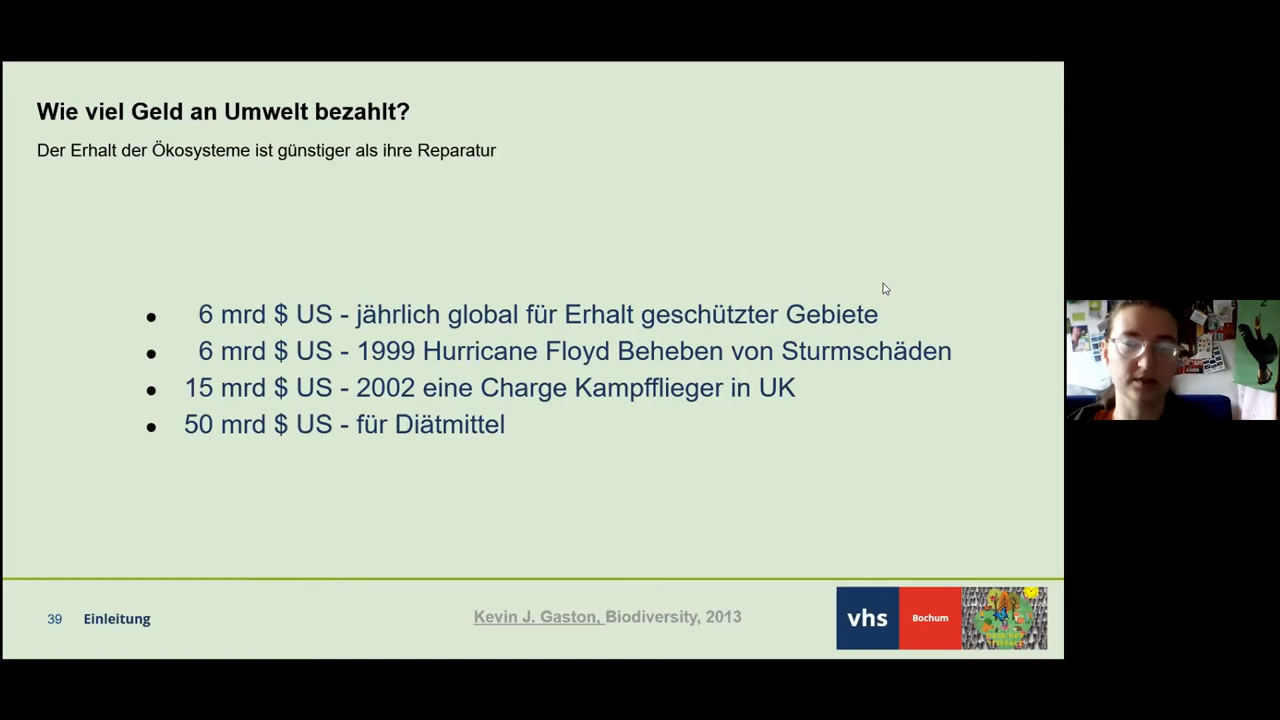 Wie viel Geld an Umwelt bezahlt?
Der Erhalt der Ökosysteme ist günstiger als ihre Reparatur
● 6 mrd $ US - jährlich global für Erhalt geschützter Gebiete
● 6 mrd $ US - 1999 Hurricane Floyd Beheben von Sturmschäden
● 15 mrd $ US - 2002 eine Charge Kampfflieger in UK
● 50 mrd $ US - für Diätmittel
39 Einleitung
Kevin J. Gaston, Biodiversity, 2013
vhs
Bochum